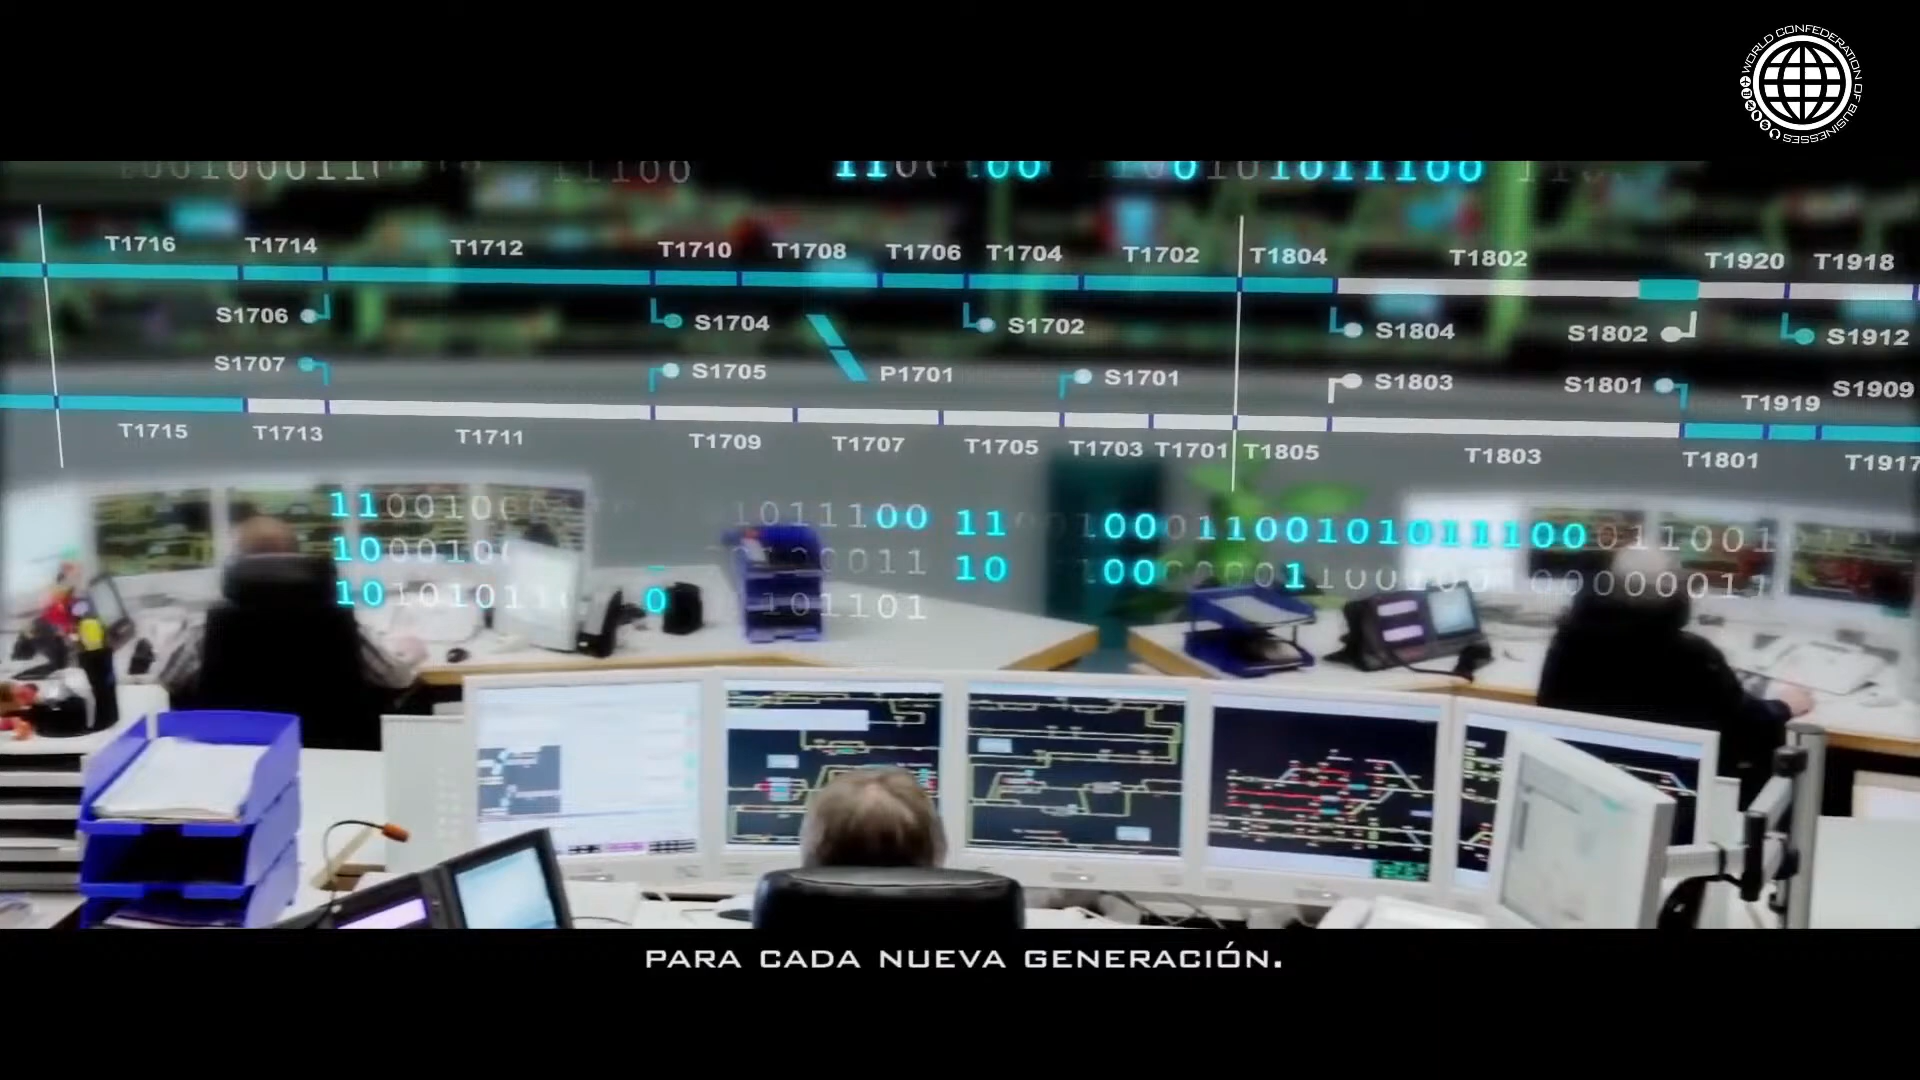 WORLD CONFEDERATION OF BUSINESSES
T1716 T1714 T1712 T1710 T1708 T1706 T1704 T1702 T1804 T1802 T1920 T1918
S1706 S1704 S1702 S1804 S1802 S1912
S1707 S1705 P1701 S1701 S1803 S1801 S1909
T1715 T1713 T1711 T1709 T1707 T1705 T1703 T1701 T1805 T1803 T1801 T1919 T1917
PARA CADA NUEVA GENERACIÓN.